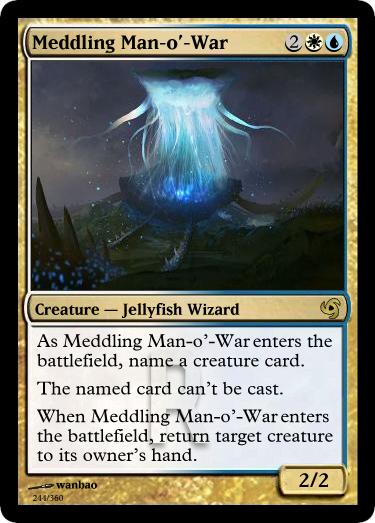 Meddling Man-o'-War 2
Creature — Jellyfish Wizard
As Meddling Man-o'-War enters the
battlefield, name a creature card.
The named card can't be cast.
When Meddling Man-o'-War enters
the battlefield, return target creature
to its owner's hand.
R
wanbao
244/360
2/2